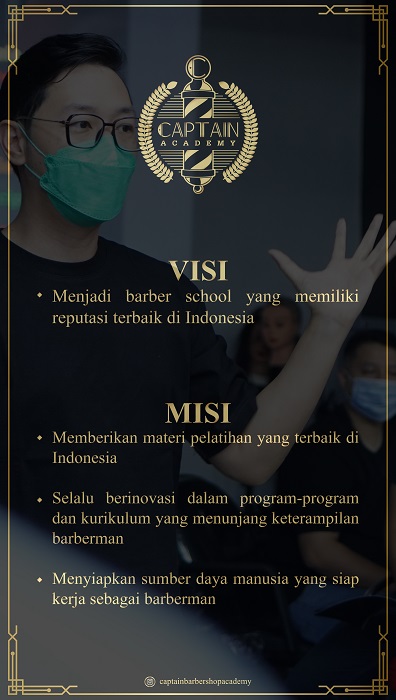 CAPTAIN
ACADEMY
VISI
Menjadi barber school yang memiliki
reputasi terbaik di Indonesia
MISI
Memberikan materi pelatihan yang terbaik di
Indonesia
Selalu berinovasi dalam program-program
dan kurikulum yang menunjang keterampilan
barberman
Menyiapkan sumber daya manusia yang siap
kerja sebagai barberman
captainbarbershopacademy